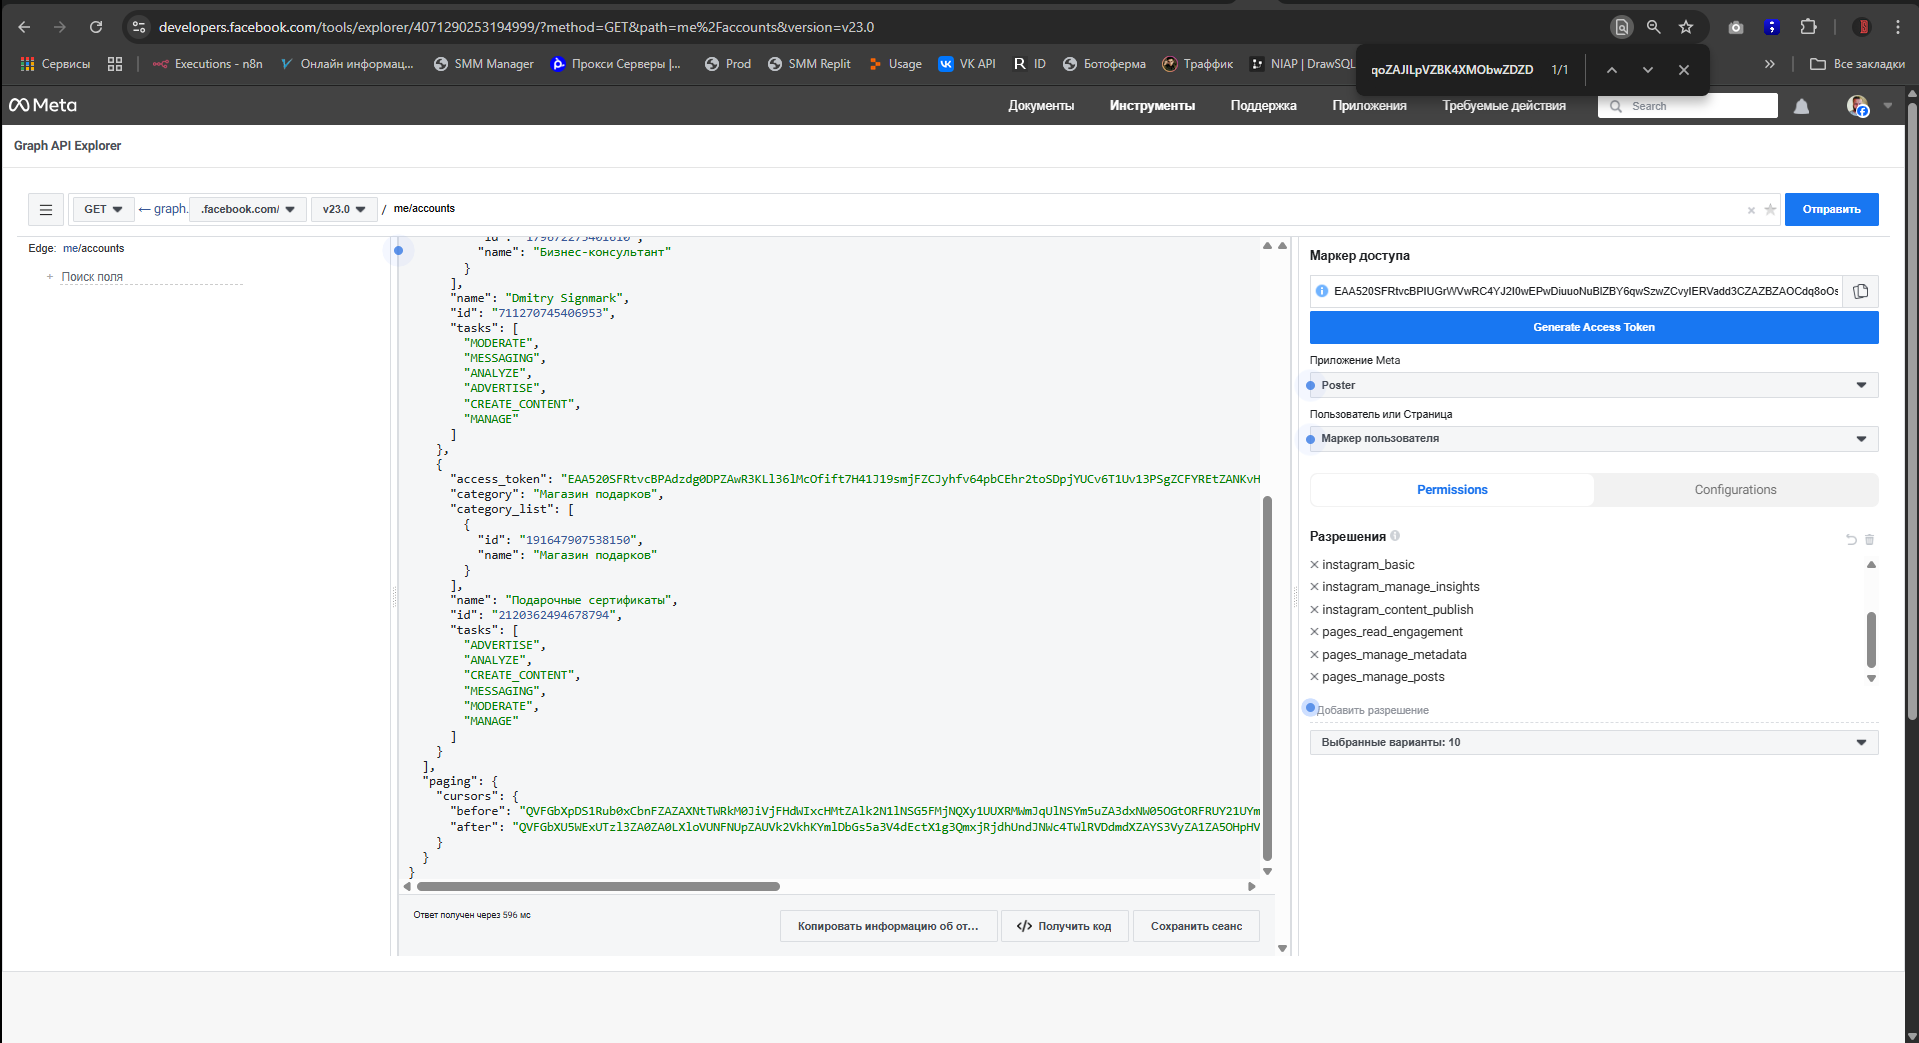 developers.facebook.com/tools/explorer/4071290253194999/?method=GET&path=me%2Faccounts&version=v23.0
Сервисы
Executions - n8n
Онлайн информац...
SMM Manager
Прокси Серверы |...
Prod
SMM Replit
Usage
VK API
ID
Ботоферма
Траффик
NIAP | DrawSQL
Все закладки
qoZAJILpVZBK4XMObwZDZD
1/1
Meta
Документы
Инструменты
Поддержка
Приложения
Требуемые действия
Search
Graph API Explorer
GET
←graph.
.facebook.com/
v23.0
/
me/accounts
Отправить
Edge: me/accounts
+ Поиск поля
"name": "Бизнес-консультант"
}
],
"name": "Dmitry Signmark",
"id": "711270745406953",
"tasks": [
"MODERATE",
"MESSAGING",
"ANALYZE",
"ADVERTISE",
"CREATE_CONTENT",
"MANAGE"
]
},
{
"access_token": "EAA520SFRtvcBPAdzdg0DPZAwR3KLl36lMcOfift7H41J19smjFZCJyhfv64pbCEhr2toSDpjYUCv6T1Uv13PSgZCFYREtZANKvH
"category": "Магазин подарков",
"category_list": [
{
"id": "191647907538150",
"name": "Магазин подарков"
}
],
"name": "Подарочные сертификаты",
"id": "2120362494678794",
"tasks": [
"ADVERTISE",
"ANALYZE",
"CREATE_CONTENT",
"MESSAGING",
"MODERATE",
"MANAGE"
]
}
],
"paging": {
"cursors": {
"before": "QVFGbXpDS1Rub0xCbnFZAZAXNtTWRkM0JiVjFHdWIxcHMtZAlk2N1lNSG5FMjNQXy1UUXRMWmJqUlNSYm5uZA3dxNW05OGtORFRUY21UYm
"after": "QVFGbXU5WExUTzl3ZA0ZA0LXloVUNFNUpZAUVk2VkhKYmlDbGs5a3V4dEctX1g3QmxjRjdhUndJNWc4TWlRVDdmdXZAYS3VyZA1ZA5OHpHV
}
}
}
Ответ получен через 596 мс
Копировать информацию об от...
</> Получить код
Сохранить сеанс
Маркер доступа
EAA520SFRtvcBPIUGrWVwRC4YJ2I0wEPwDiuuoNuBlZBY6qwSzwZCvyIERVadd3CZAZBZAOCdq8oOs
Generate Access Token
Приложение Meta
Poster
Пользователь или Страница
Маркер пользователя
Permissions
Configurations
Разрешения
instagram_basic
instagram_manage_insights
instagram_content_publish
pages_read_engagement
pages_manage_metadata
pages_manage_posts
Добавить разрешение
Выбранные варианты: 10